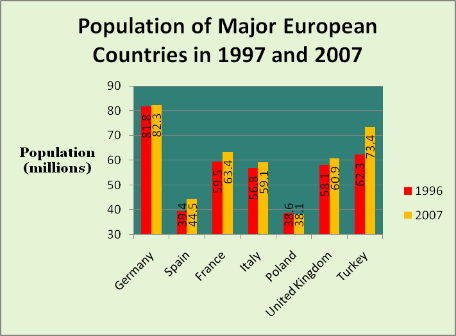 Population of Major European
Countries in 1997 and 2007
Population
(millions)
90
80
70
60
50
40
30
81.8
82.3
39.4
44.5
59.5
63.4
56.8
59.1
38.6
38.1
58.1
60.9
62.3
73.4
Germany
Spain
France
Italy
Poland
United Kingdom
Turkey
1996
2007